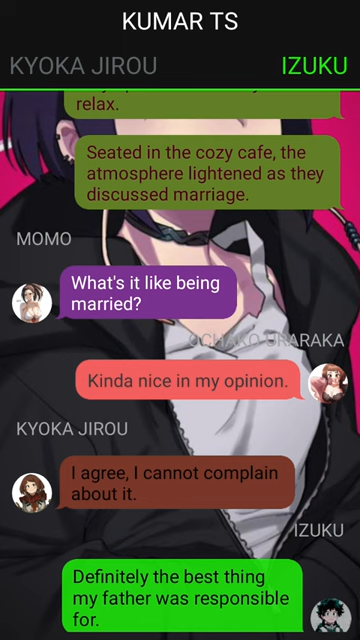 KUMAR TS
KYOKA JIROU
IZUKU
relax.
Seated in the cozy cafe, the
atmosphere lightened as they
discussed marriage.
MOMO
What's it like being
married?
OCHAKO URARAKA
Kinda nice in my opinion.
KYOKA JIROU
I agree, I cannot complain
about it.
IZUKU
Definitely the best thing
my father was responsible
for.